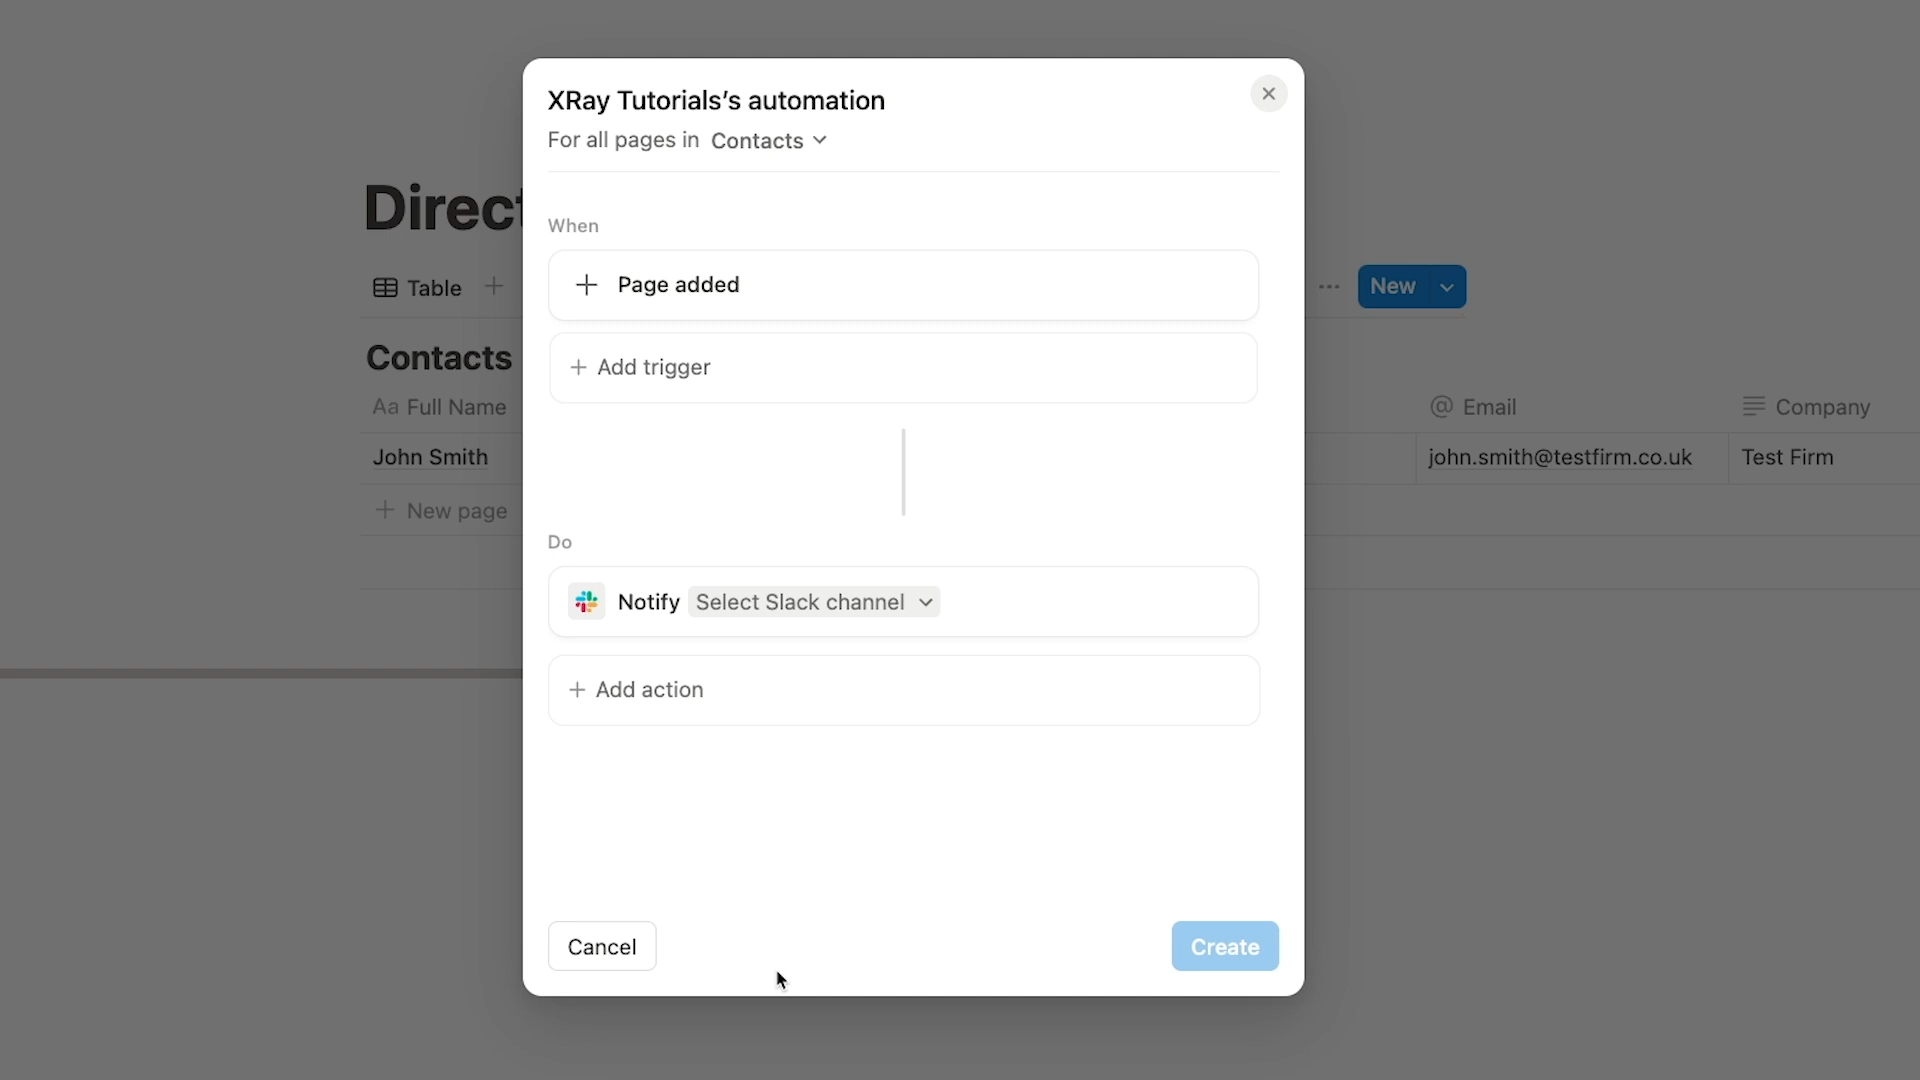 XRay Tutorials’s automation
For all pages in Contacts
When
Page added
Add trigger
Do
Notify Select Slack channel
Add action
Cancel
Create
Table
New
Contacts
Aa Full Name
@ Email
Company
John Smith
john.smith@testfirm.co.uk
Test Firm
New page